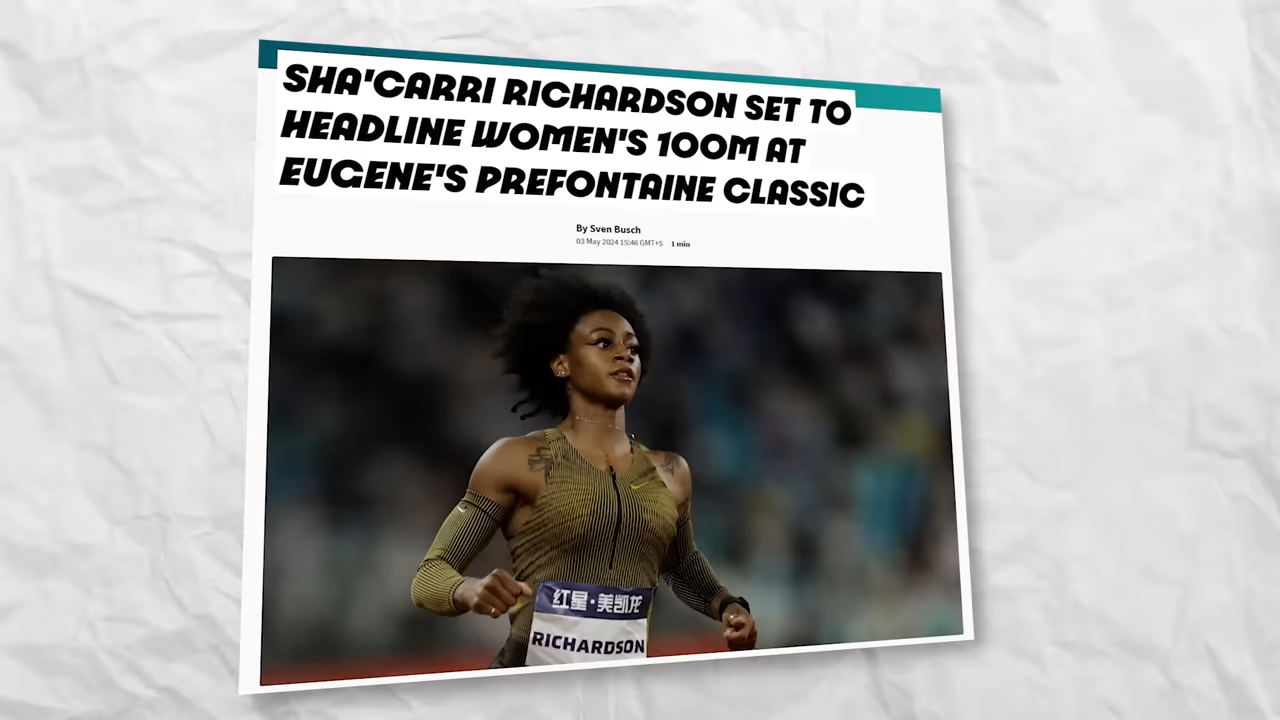 SHA'CARRI RICHARDSON SET TO
HEADLINE WOMEN'S 100M AT
EUGENE'S PREFONTAINE CLASSIC
By Sven Busch
03 May 2024 15:46 GMT+5 1 min
红星·美凯龙
RICHARDSON